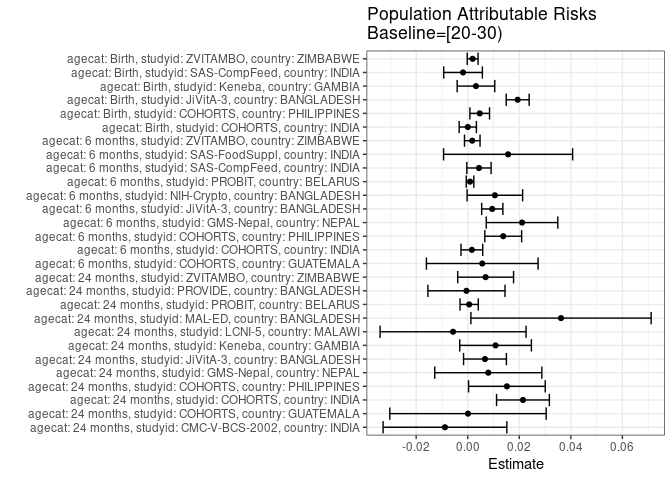 Population Attributable Risks
Baseline=[20-30)
agecat: Birth, studyid: ZVITAMBO, country: ZIMBABWE
agecat: Birth, studyid: SAS-CompFeed, country: INDIA
agecat: Birth, studyid: Keneba, country: GAMBIA
agecat: Birth, studyid: JiVitA-3, country: BANGLADESH
agecat: Birth, studyid: COHORTS, country: PHILIPPINES
agecat: Birth, studyid: COHORTS, country: INDIA
agecat: 6 months, studyid: ZVITAMBO, country: ZIMBABWE
agecat: 6 months, studyid: SAS-FoodSuppl, country: INDIA
agecat: 6 months, studyid: SAS-CompFeed, country: INDIA
agecat: 6 months, studyid: PROBIT, country: BELARUS
agecat: 6 months, studyid: NIH-Crypto, country: BANGLADESH
agecat: 6 months, studyid: JiVitA-3, country: BANGLADESH
agecat: 6 months, studyid: GMS-Nepal, country: NEPAL
agecat: 6 months, studyid: COHORTS, country: PHILIPPINES
agecat: 6 months, studyid: COHORTS, country: INDIA
agecat: 6 months, studyid: COHORTS, country: GUATEMALA
agecat: 24 months, studyid: ZVITAMBO, country: ZIMBABWE
agecat: 24 months, studyid: PROVIDE, country: BANGLADESH
agecat: 24 months, studyid: PROBIT, country: BELARUS
agecat: 24 months, studyid: MAL-ED, country: BANGLADESH
agecat: 24 months, studyid: LCNI-5, country: MALAWI
agecat: 24 months, studyid: Keneba, country: GAMBIA
agecat: 24 months, studyid: JiVitA-3, country: BANGLADESH
agecat: 24 months, studyid: GMS-Nepal, country: NEPAL
agecat: 24 months, studyid: COHORTS, country: PHILIPPINES
agecat: 24 months, studyid: COHORTS, country: INDIA
agecat: 24 months, studyid: COHORTS, country: GUATEMALA
agecat: 24 months, studyid: CMC-V-BCS-2002, country: INDIA
-0.02 0.00 0.02 0.04 0.06
Estimate